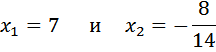 x₁ = 7 и x₂ = −8/14